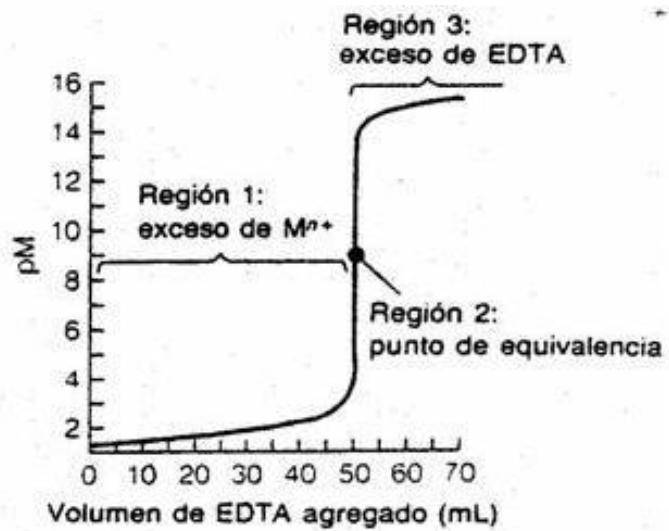 Región 3:
exceso de EDTA
16
14
Región 1:
exceso de Mⁿ⁺
12
10
pM
8
Región 2:
punto de equivalencia
6
4
2
0 10 20 30 40 50 60 70
Volumen de EDTA agregado (mL)